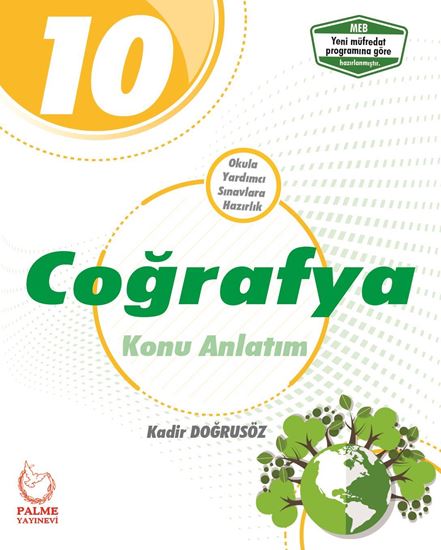 10
MEB
Yeni müfredat
programına göre
hazırlanmıştır.
Okula
Yardımcı
Sınavlara
Hazırlık
Coğrafya
Konu Anlatım
Kadir DOĞRUSÖZ
PALME
YAYINEVİ